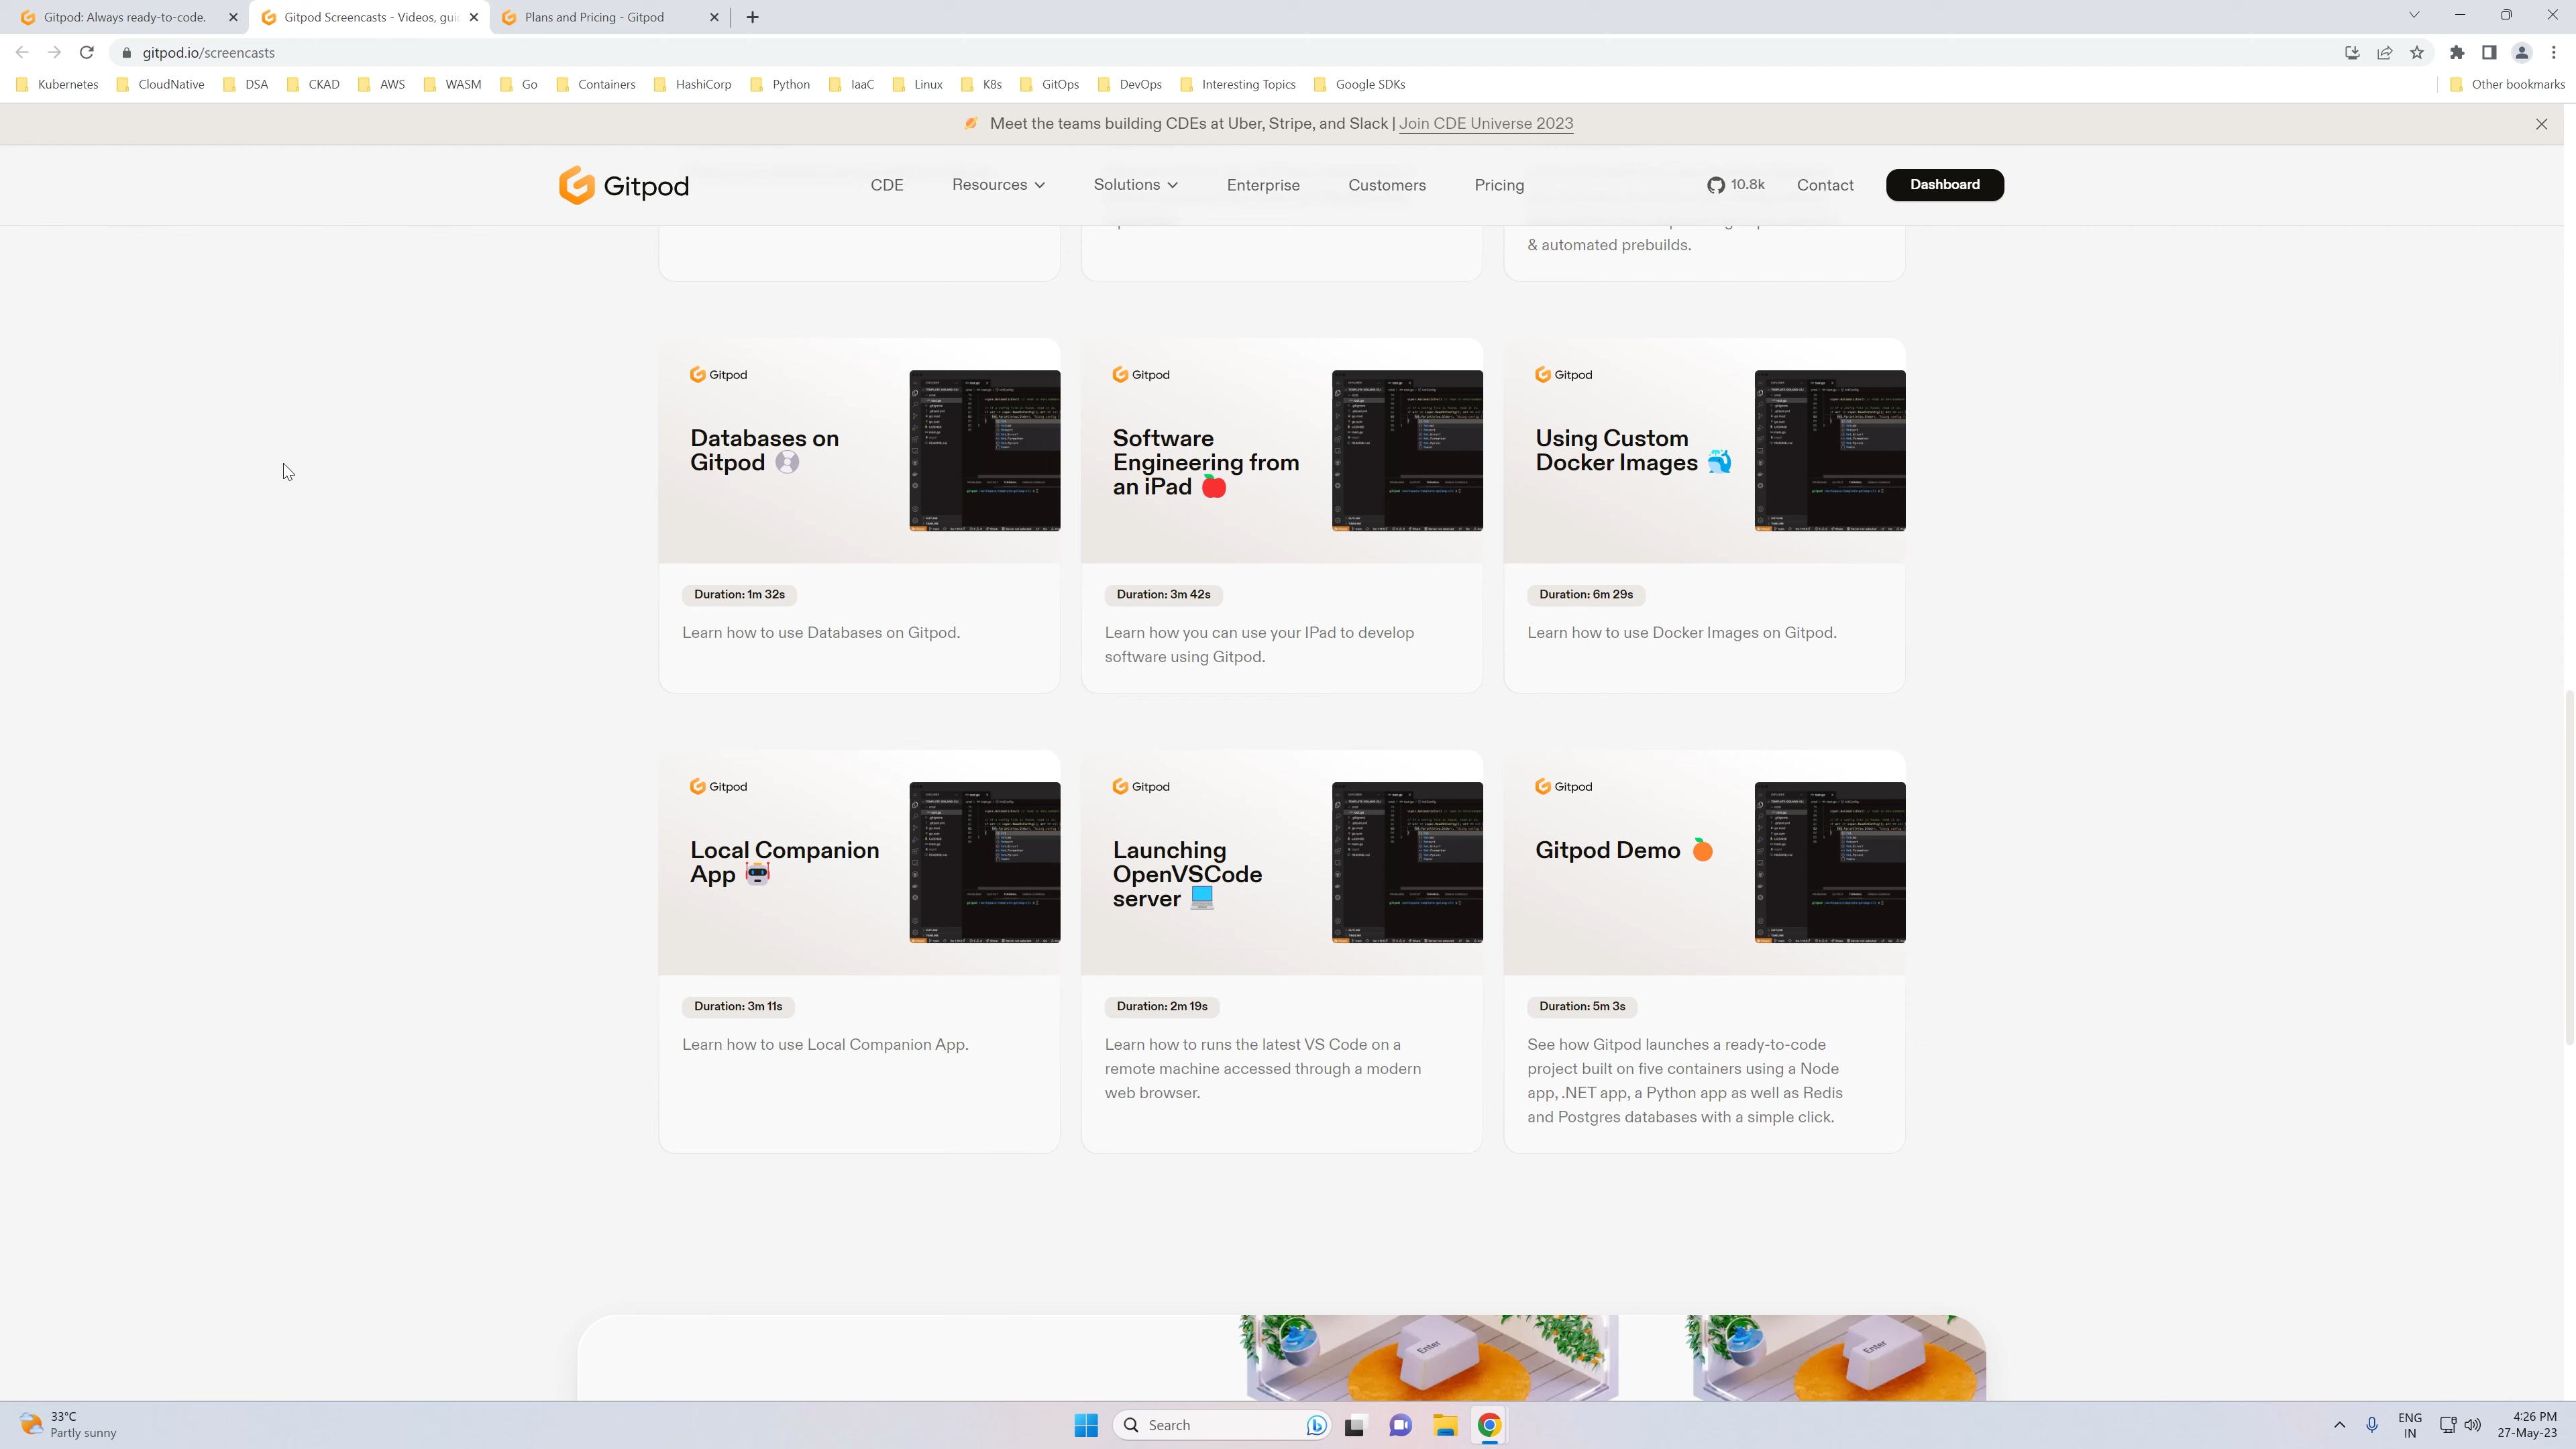 Gitpod: Always ready-to-code.
Gitpod Screencasts - Videos, gui
Plans and Pricing - Gitpod
gitpod.io/screencasts
Kubernetes CloudNative DSA CKAD AWS WASM Go Containers HashiCorp Python IaaC Linux K8s GitOps DevOps Interesting Topics Google SDKs Other bookmarks
Meet the teams building CDEs at Uber, Stripe, and Slack | Join CDE Universe 2023
Gitpod CDE Resources Solutions Enterprise Customers Pricing 10.8k Contact Dashboard
& automated prebuilds.
Gitpod
Databases on
Gitpod
Duration: 1m 32s
Learn how to use Databases on Gitpod.
Gitpod
Software
Engineering from
an iPad
Duration: 3m 42s
Learn how you can use your IPad to develop
software using Gitpod.
Gitpod
Using Custom
Docker Images
Duration: 6m 29s
Learn how to use Docker Images on Gitpod.
Gitpod
Local Companion
App
Duration: 3m 11s
Learn how to use Local Companion App.
Gitpod
Launching
OpenVSCode
server
Duration: 2m 19s
Learn how to runs the latest VS Code on a
remote machine accessed through a modern
web browser.
Gitpod
Gitpod Demo
Duration: 5m 3s
See how Gitpod launches a ready-to-code
project built on five containers using a Node
app, .NET app, a Python app as well as Redis
and Postgres databases with a simple click.
Enter
Enter
33°C
Partly sunny
Search
ENG
IN
4:26 PM
27-May-23